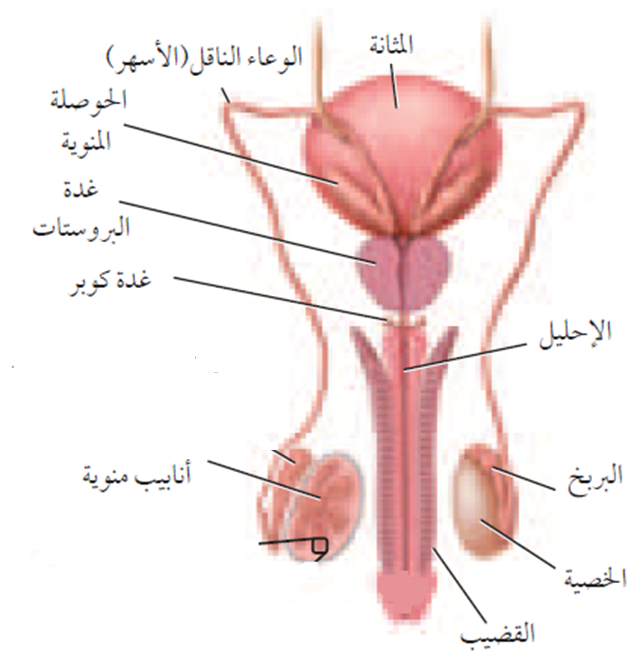 المثانة
الوعاء الناقل(الأسهر)
الحوصلة
المنوية
غدة
البروستات
غدة كوبر
الإحليل
أنابيب منوية
البربخ
الخصية
القضيب